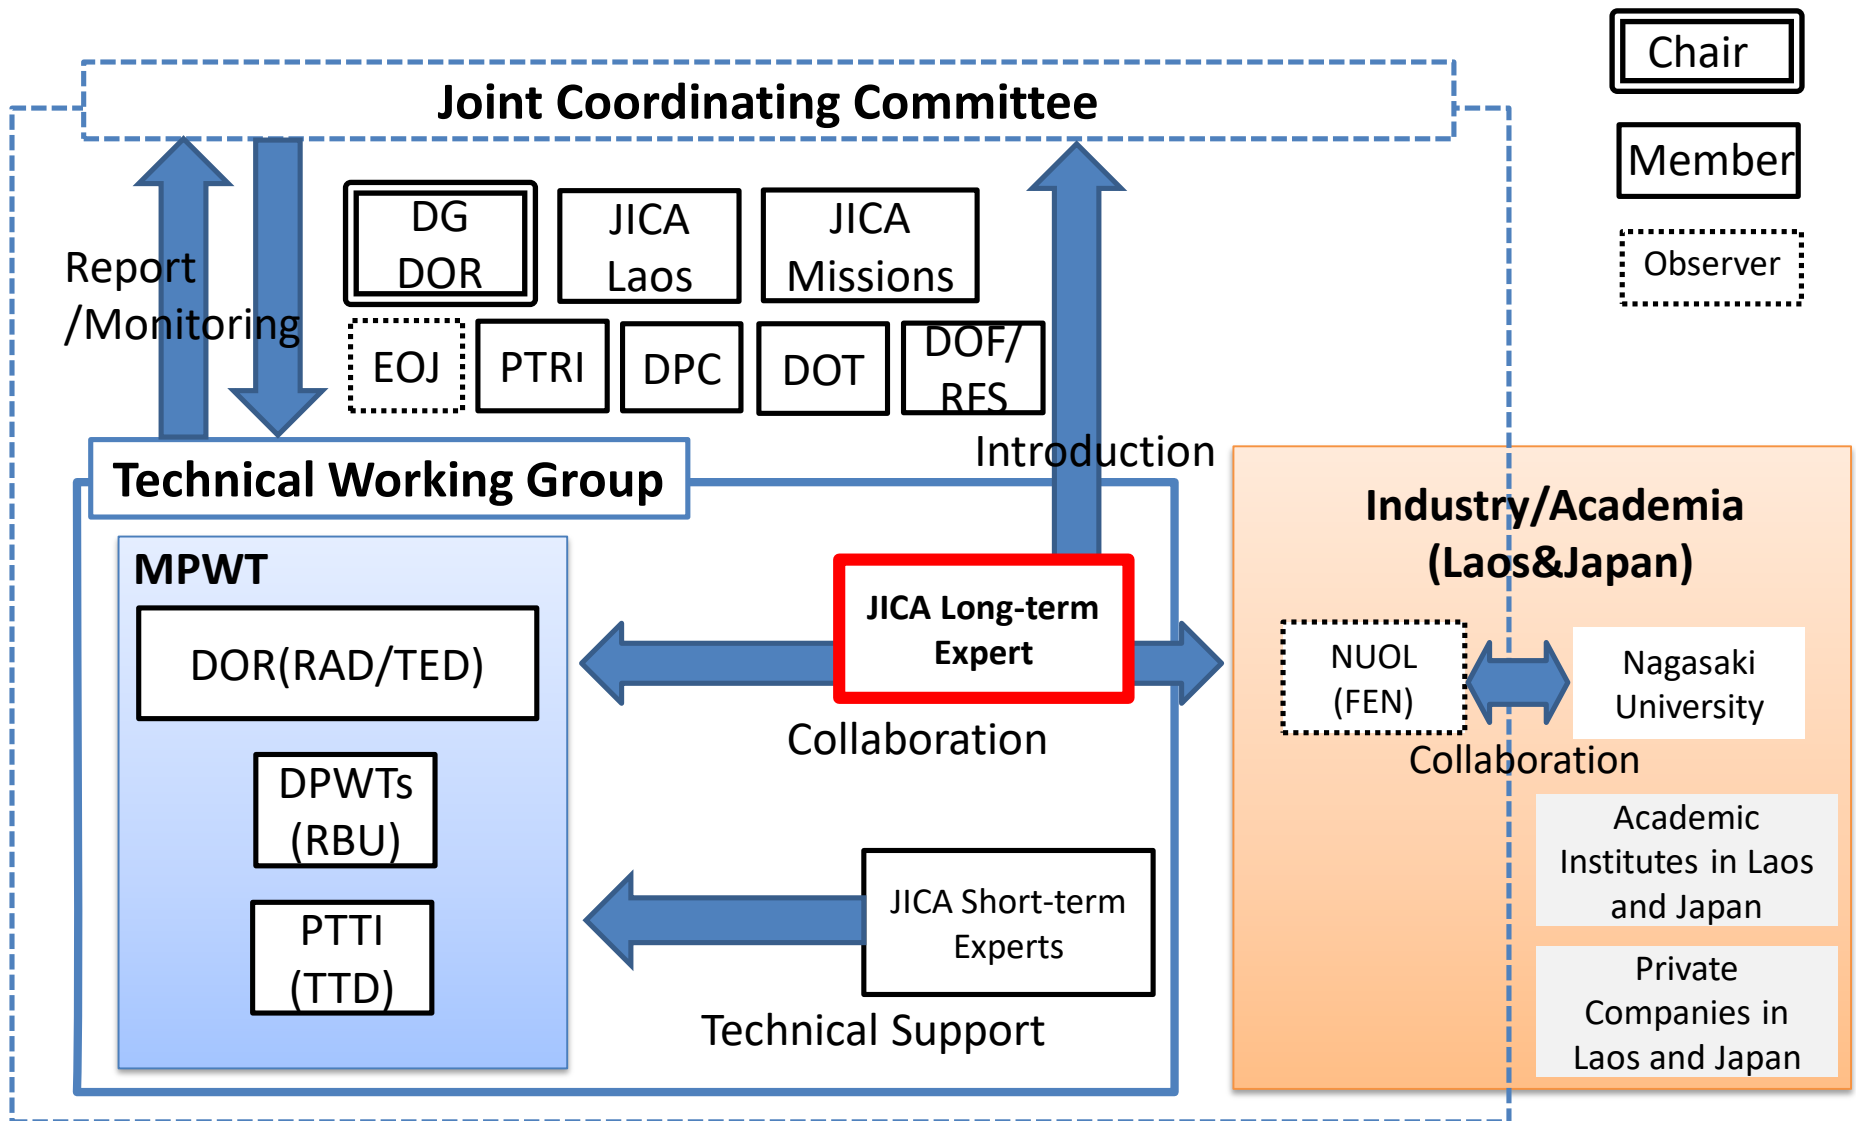 Chair
Joint Coordinating Committee
Member
DG
DOR
JICA
Laos
JICA
Missions
Observer
Report
/Monitoring
EOJ
PTRI
DPC
DOT
DOF/
RFS
Introduction
Technical Working Group
Industry/Academia
(Laos&Japan)
MPWT
DOR(RAD/TED)
JICA Long-term
Expert
NUOL
(FEN)
Nagasaki
University
Collaboration
Collaboration
DPWTs
(RBU)
Academic
Institutes in Laos
and Japan
JICA Short-term
Experts
PTTI
(TTD)
Private
Companies in
Laos and Japan
Technical Support